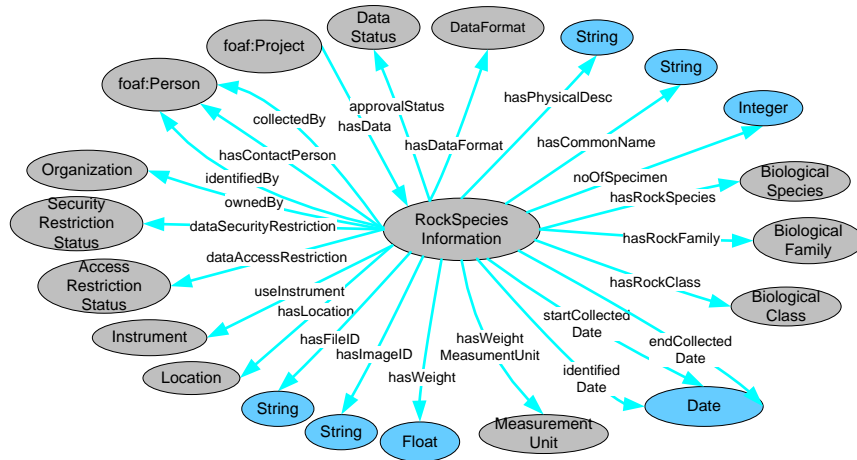 Data
Status
DataFormat
String
foaf:Project
String
foaf:Person
Integer
hasPhysicalDesc
approvalStatus
collectedBy
hasData
hasCommonName
hasDataFormat
hasContactPerson
Organization
identifiedBy
noOfSpecimen
Biological
Species
hasRockSpecies
ownedBy
Security
Restriction
Status
dataSecurityRestriction
RockSpecies
Information
hasRockFamily
Biological
Family
dataAccessRestriction
Access
Restriction
Status
hasRockClass
useInstrument
Biological
Class
hasLocation
startCollected
Date
Instrument
hasFileID
hasWeight
MeasumentUnit
endCollected
Date
hasImageID
Location
hasWeight
identified
Date
String
Date
String
Float
Measurement
Unit